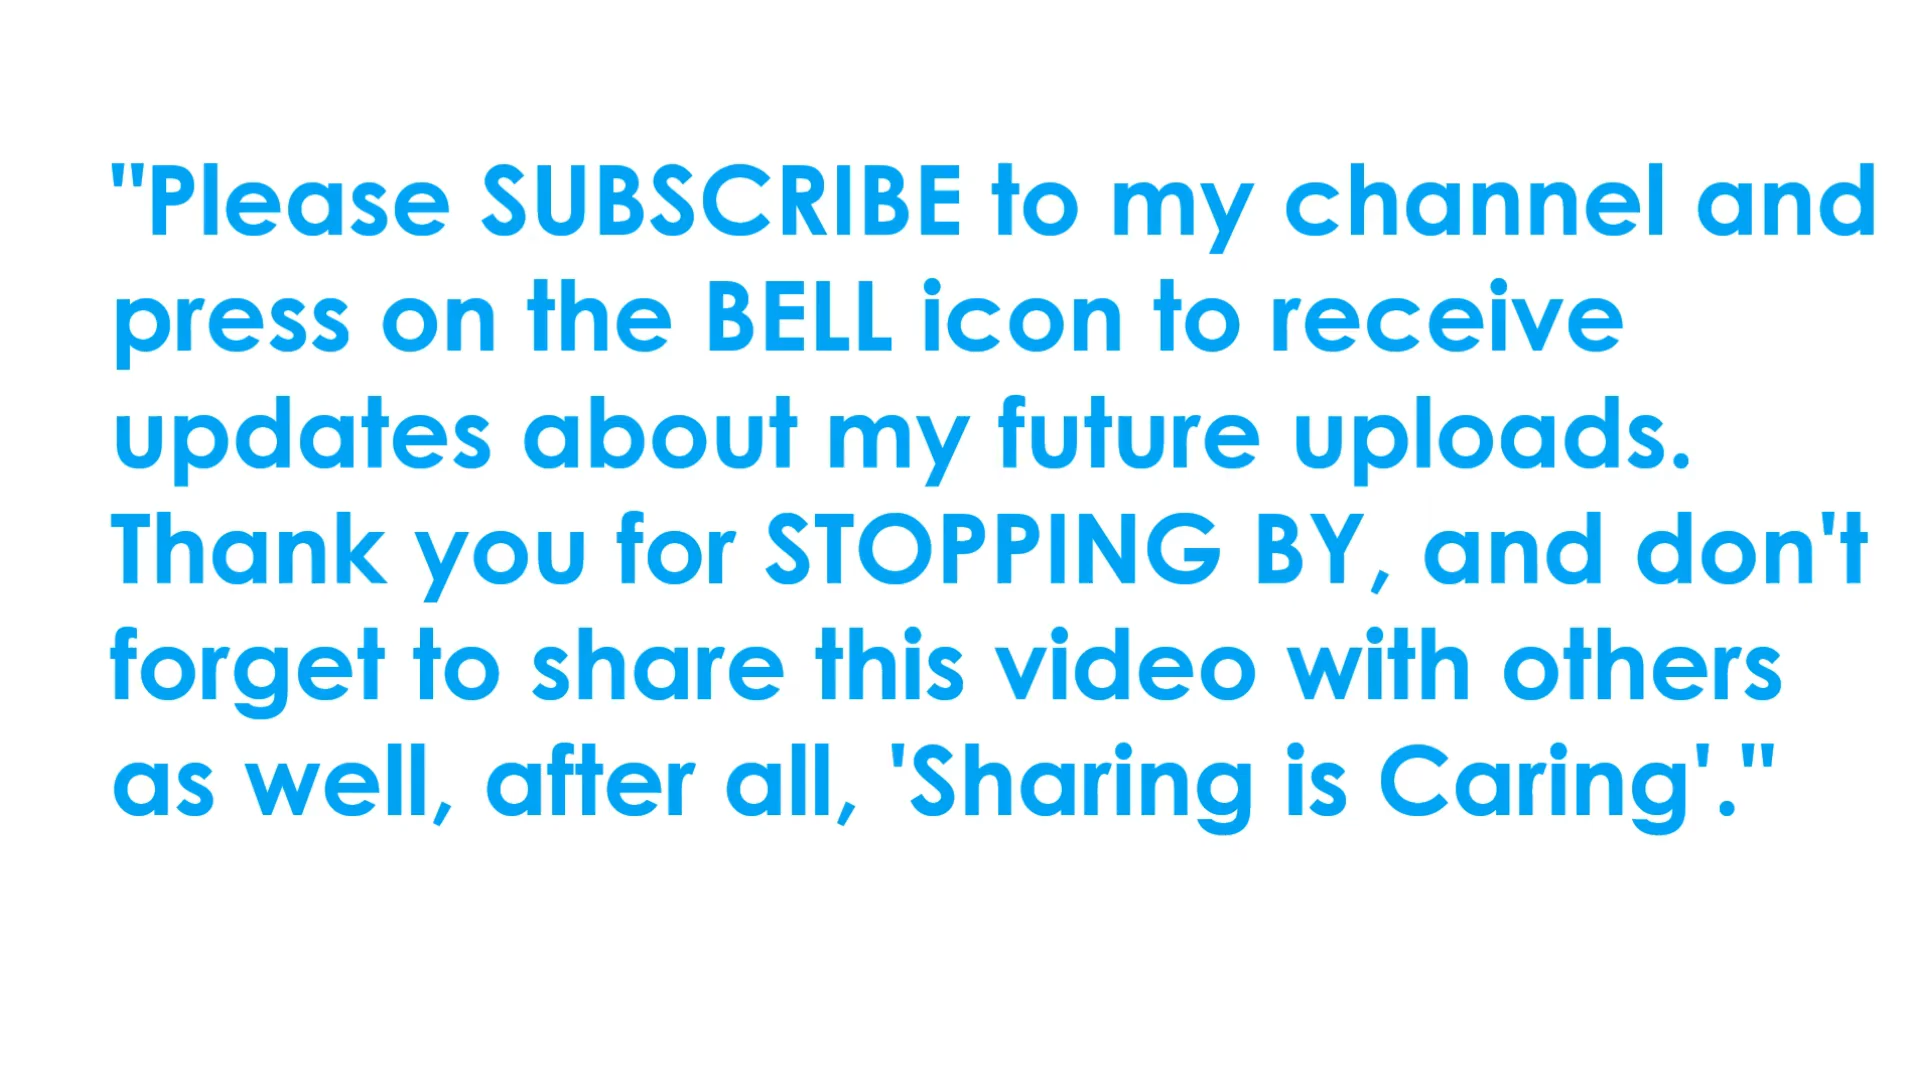 "Please SUBSCRIBE to my channel and
press on the BELL icon to receive
updates about my future uploads.
Thank you for STOPPING BY, and don't
forget to share this video with others
as well, after all, 'Sharing is Caring'."